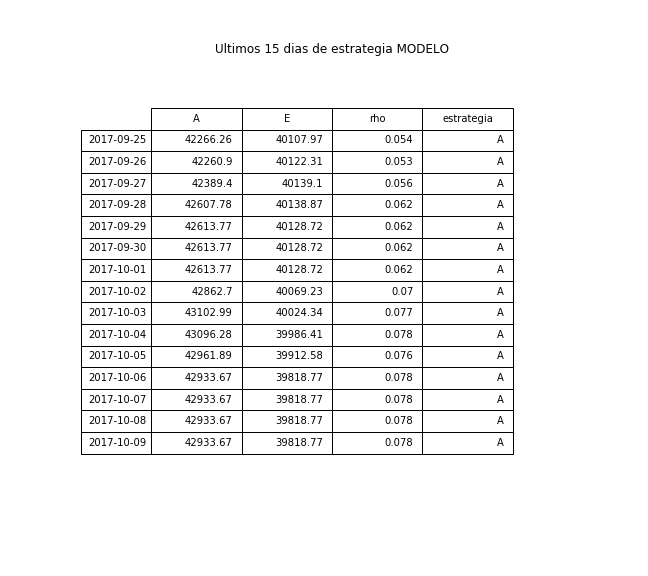 Ultimos 15 dias de estrategia MODELO
A E rho estrategia
2017-09-25 42266.26 40107.97 0.054 A
2017-09-26 42260.9 40122.31 0.053 A
2017-09-27 42389.4 40139.1 0.056 A
2017-09-28 42607.78 40138.87 0.062 A
2017-09-29 42613.77 40128.72 0.062 A
2017-09-30 42613.77 40128.72 0.062 A
2017-10-01 42613.77 40128.72 0.062 A
2017-10-02 42862.7 40069.23 0.07 A
2017-10-03 43102.99 40024.34 0.077 A
2017-10-04 43096.28 39986.41 0.078 A
2017-10-05 42961.89 39912.58 0.076 A
2017-10-06 42933.67 39818.77 0.078 A
2017-10-07 42933.67 39818.77 0.078 A
2017-10-08 42933.67 39818.77 0.078 A
2017-10-09 42933.67 39818.77 0.078 A